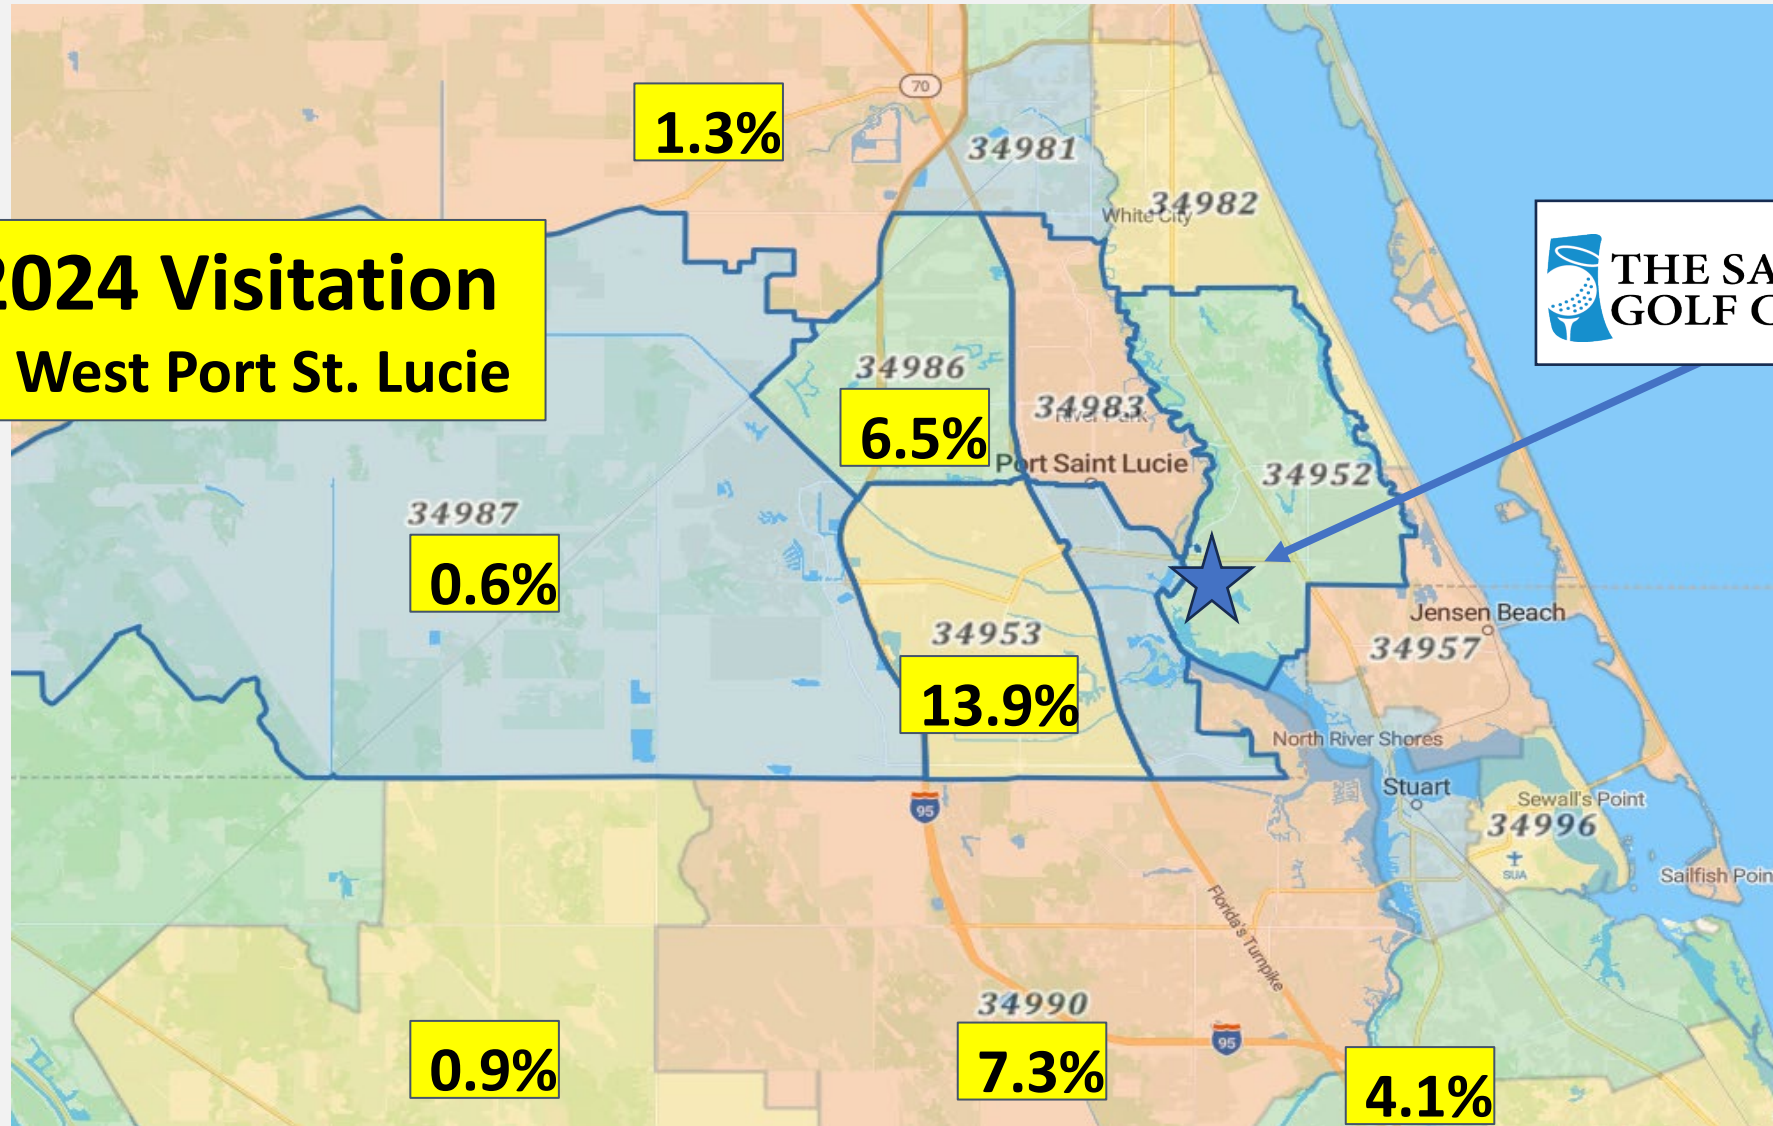 1.3%
70
34981
34982
White City
2024 Visitation
West Port St. Lucie
THE SA
GOLF C
34986
6.5%
34983
River Park
Port Saint Lucie
34952
34987
0.6%
34953
13.9%
Jensen Beach
34957
North River Shores
Stuart
Sewall's Point
34996
SUA
Sailfish Poin
95
Florida's Turnpike
34990
95
0.9%
7.3%
4.1%